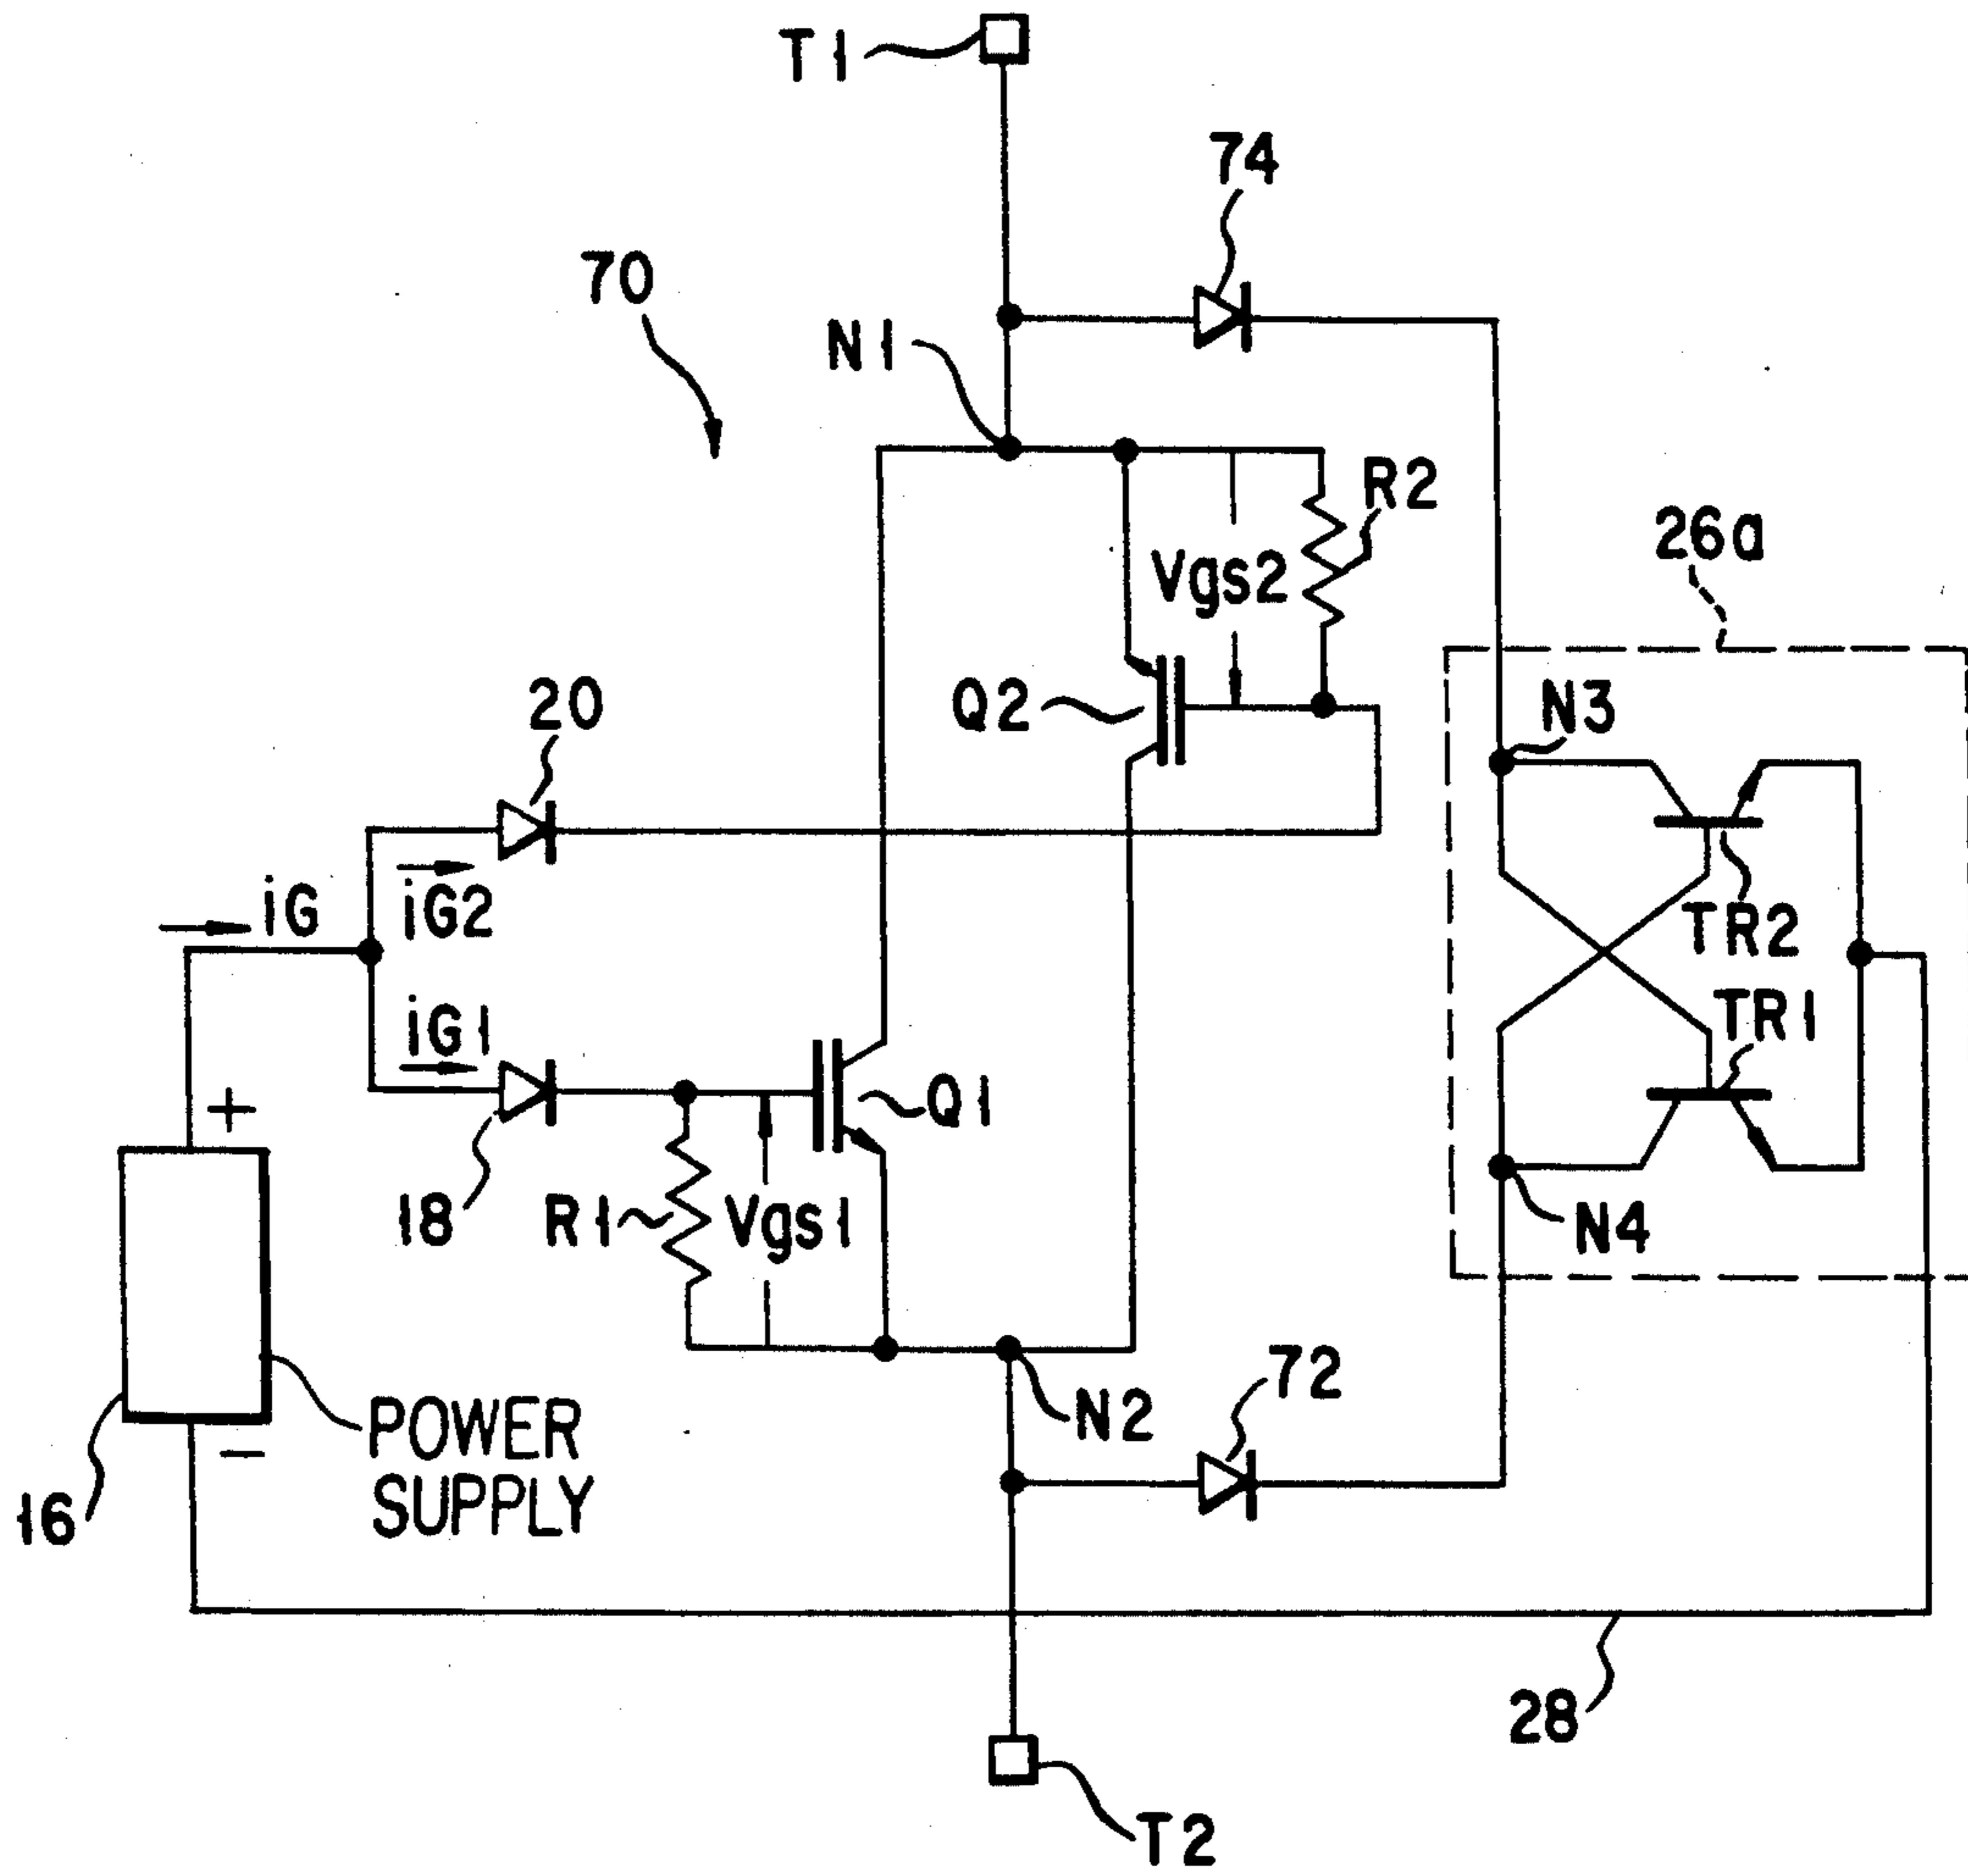 T1
74
70
N1
R2
26a
Vgs2
N3
20
Q2
iG
iG2
TR2
iG1
TR1
+
Q1
18
R1
Vgs1
N4
72
N2
POWER
SUPPLY
−
16
28
T2